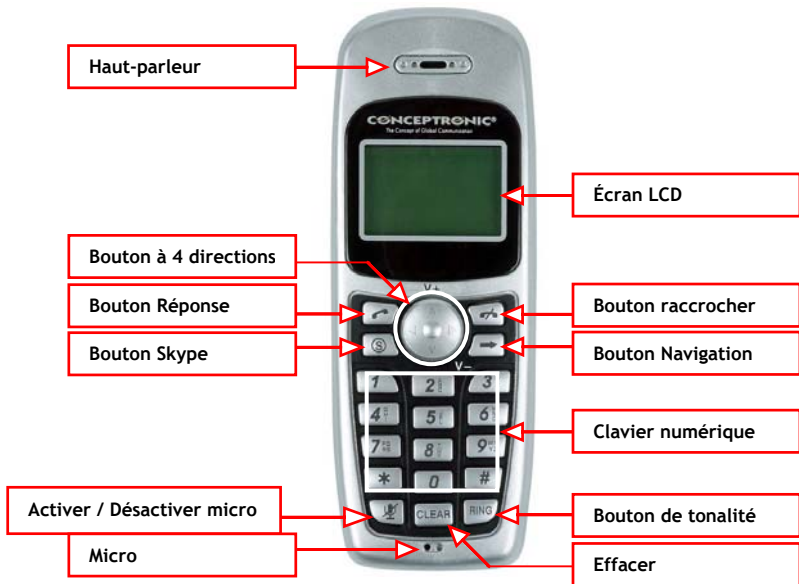 Haut-parleur
CONCEPTRONIC®
The Concept of Global Communication
Écran LCD
Bouton à 4 directions
V+
Bouton Réponse
Bouton raccrocher
Bouton Skype
S
Bouton Navigation
V-
1 2 3
4 5 6
Clavier numérique
7 8 9
* 0 #
Activer / Désactiver micro
CLEAR
RING
Bouton de tonalité
Micro
Effacer